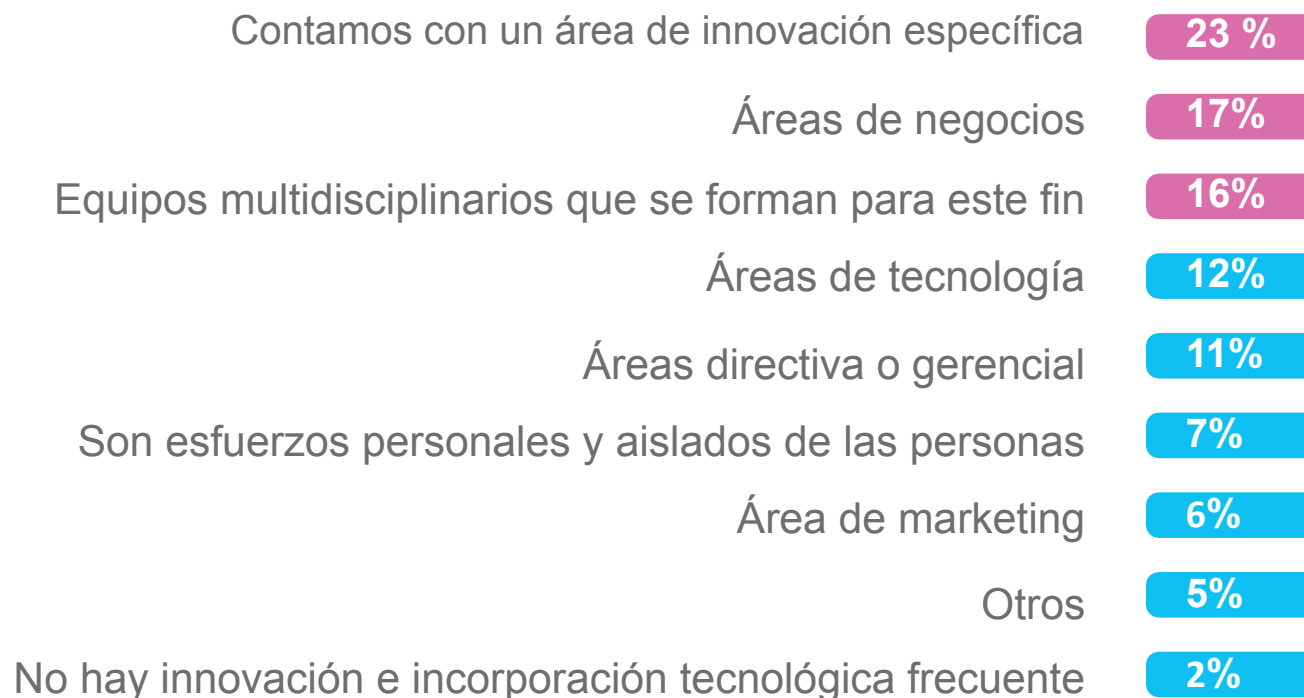 Contamos con un área de innovación específica 23 %
Áreas de negocios 17%
Equipos multidisciplinarios que se forman para este fin 16%
Áreas de tecnología 12%
Áreas directiva o gerencial 11%
Son esfuerzos personales y aislados de las personas 7%
Área de marketing 6%
Otros 5%
No hay innovación e incorporación tecnológica frecuente 2%